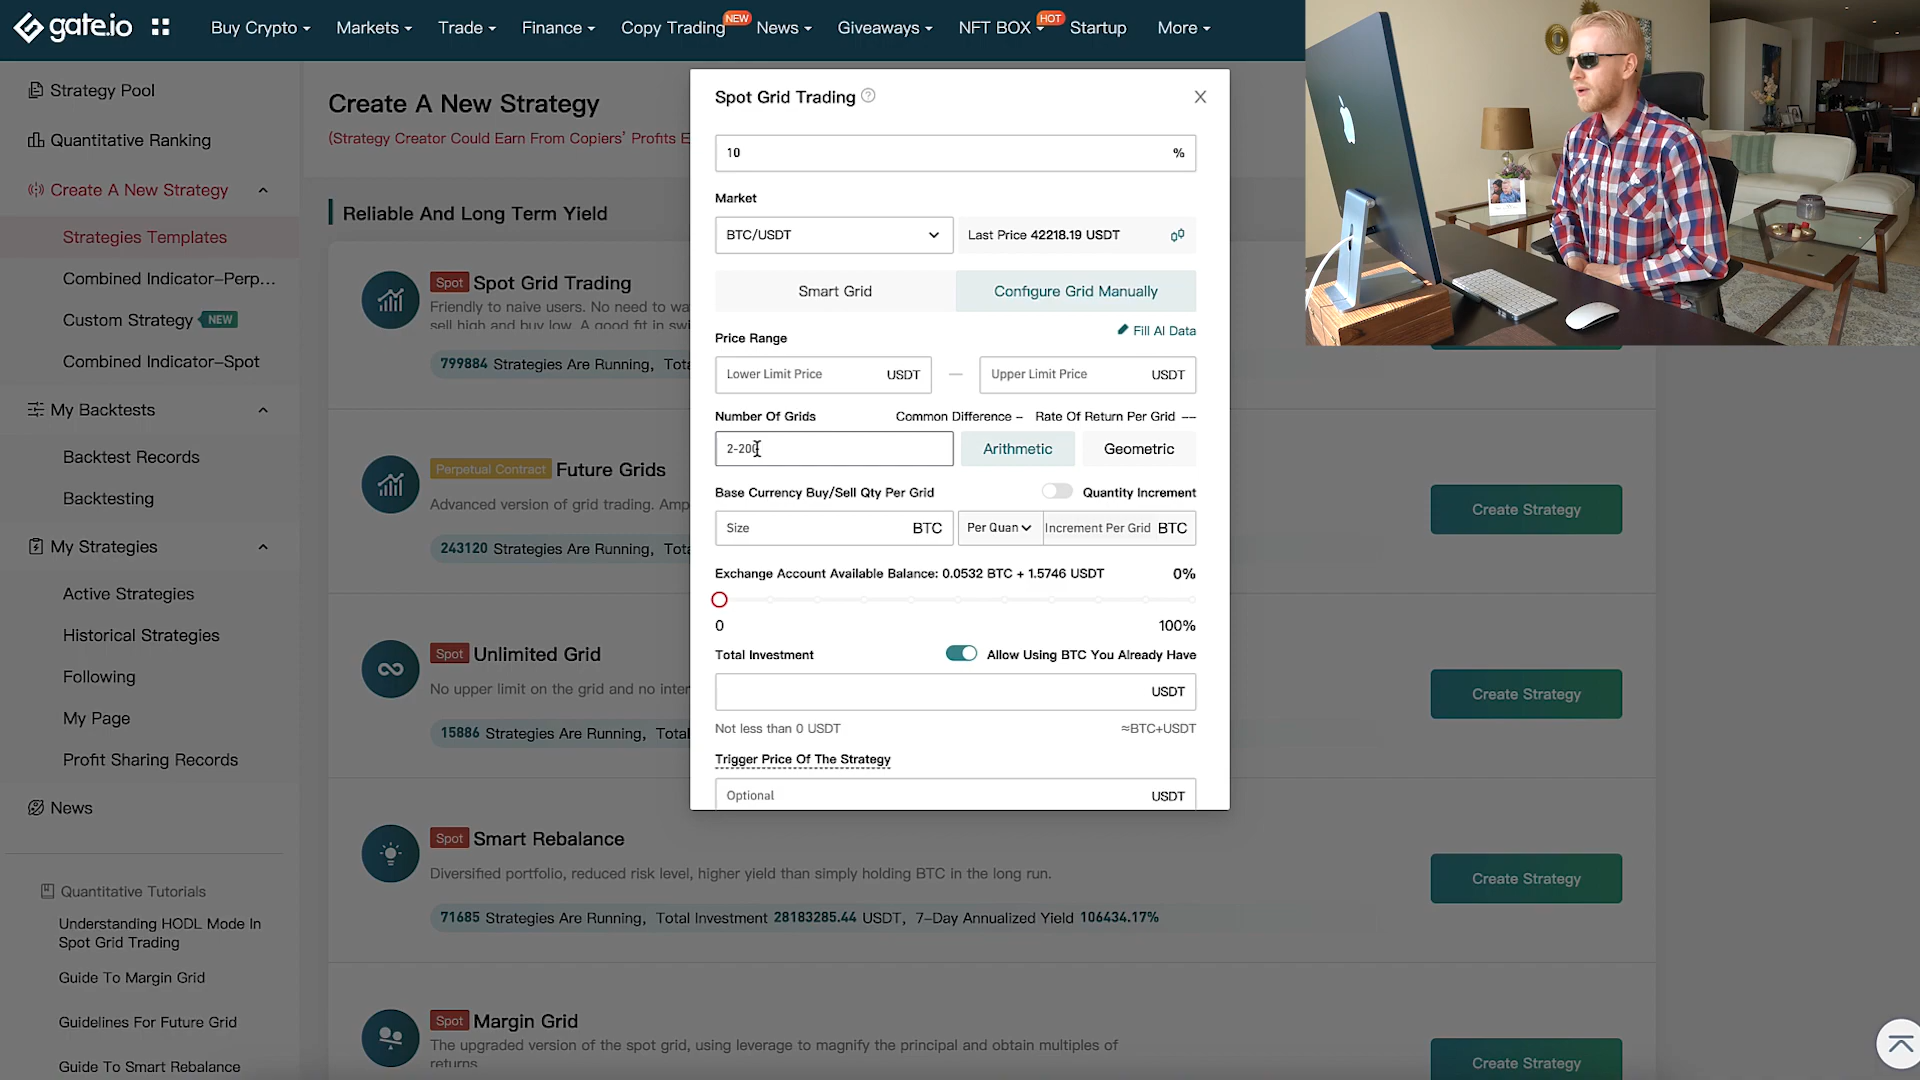 gate.io
Buy Crypto
Markets
Trade
Finance
Copy Trading
NEW
News
Giveaways
NFT BOX
HOT
Startup
More
Strategy Pool
Quantitative Ranking
Create A New Strategy
Strategies Templates
Combined Indicator–Perp...
Custom Strategy NEW
Combined Indicator–Spot
My Backtests
Backtest Records
Backtesting
My Strategies
Active Strategies
Historical Strategies
Following
My Page
Profit Sharing Records
News
Quantitative Tutorials
Understanding HODL Mode In
Spot Grid Trading
Guide To Margin Grid
Guidelines For Future Grid
Guide To Smart Rebalance
Create A New Strategy
(Strategy Creator Could Earn From Copiers' Profits E
Reliable And Long Term Yield
Spot Spot Grid Trading
Friendly to naive users. No need to wa
sell high and buy low. A good fit in swi
799884 Strategies Are Running, Tota
Perpetual Contract Future Grids
Advanced version of grid trading. Amp
243120 Strategies Are Running, Tota
Create Strategy
Spot Unlimited Grid
No upper limit on the grid and no inter
15886 Strategies Are Running, Total
Create Strategy
Spot Smart Rebalance
Diversified portfolio, reduced risk level, higher yield than simply holding BTC in the long run.
71685 Strategies Are Running, Total Investment 28183285.44 USDT, 7-Day Annualized Yield 106434.17%
Create Strategy
Spot Margin Grid
The upgraded version of the spot grid, using leverage to magnify the principal and obtain multiples of
returns.
Create Strategy
Spot Grid Trading
10 %
Market
BTC/USDT
Last Price 42218.19 USDT
Smart Grid
Configure Grid Manually
Price Range
Fill AI Data
Lower Limit Price USDT
—
Upper Limit Price USDT
Number Of Grids
Common Difference –
Rate Of Return Per Grid —
2-200
Arithmetic
Geometric
Base Currency Buy/Sell Qty Per Grid
Quantity Increment
Size BTC
Per Quan
Increment Per Grid BTC
Exchange Account Available Balance: 0.0532 BTC + 1.5746 USDT
0%
0
100%
Total Investment
Allow Using BTC You Already Have
USDT
Not less than 0 USDT
≈BTC+USDT
Trigger Price Of The Strategy
Optional USDT